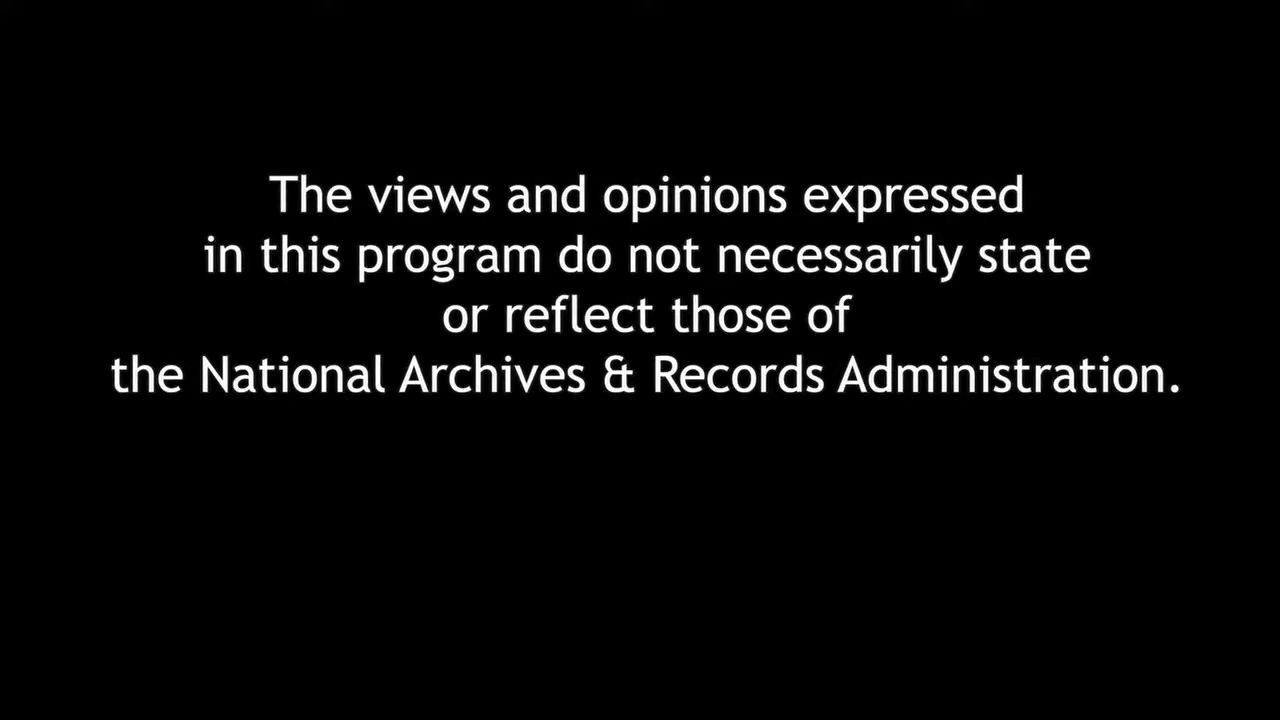 The views and opinions expressed
in this program do not necessarily state
or reflect those of
the National Archives & Records Administration.